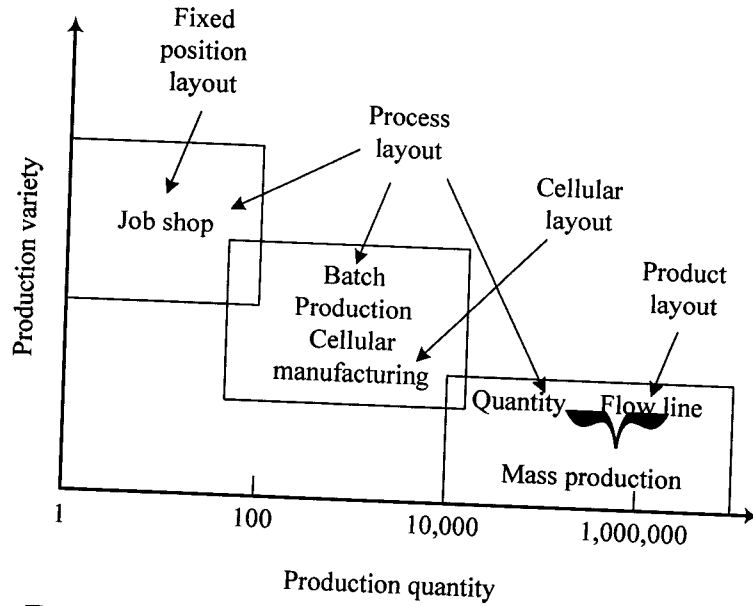 Fixed
position
layout
Process
layout
Cellular
layout
Product
layout
Production variety
Job shop
Batch
Production
Cellular
manufacturing
Quantity
Flow line
Mass production
1
100
10,000
1,000,000
Production quantity